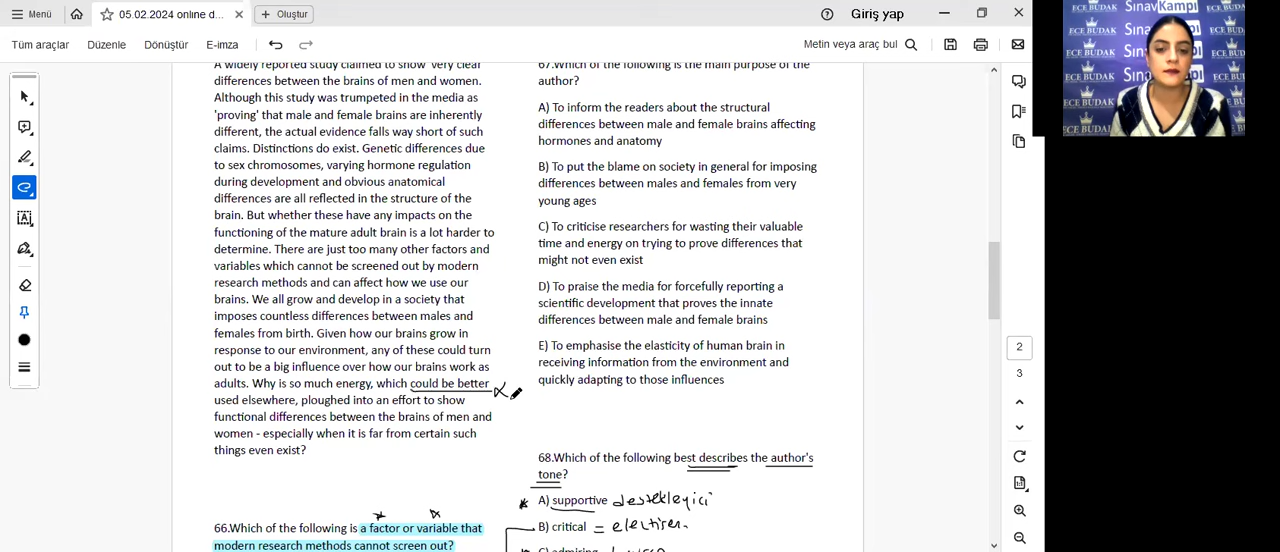 Menü
05.02.2024 online d...
Oluştur
Giriş yap
Tüm araçlar
Düzenle
Dönüştür
E-imza
Metin veya araç bul
A widely reported study claimed to show 'very clear'
differences between the brains of men and women.
Although this study was trumpeted in the media as
'proving' that male and female brains are inherently
different, the actual evidence falls way short of such
claims. Distinctions do exist. Genetic differences due
to sex chromosomes, varying hormone regulation
during development and obvious anatomical
differences are all reflected in the structure of the
brain. But whether these have any impacts on the
functioning of the mature adult brain is a lot harder to
determine. There are just too many other factors and
variables which cannot be screened out by modern
research methods and can affect how we use our
brains. We all grow and develop in a society that
imposes countless differences between males and
females from birth. Given how our brains grow in
response to our environment, any of these could turn
out to be a big influence over how our brains work as
adults. Why is so much energy, which could be better
used elsewhere, ploughed into an effort to show
functional differences between the brains of men and
women - especially when it is far from certain such
things even exist?
66.Which of the following is a factor or variable that
modern research methods cannot screen out?
67.Which of the following is the main purpose of the
author?
A) To inform the readers about the structural
differences between male and female brains affecting
hormones and anatomy
B) To put the blame on society in general for imposing
differences between males and females from very
young ages
C) To criticise researchers for wasting their valuable
time and energy on trying to prove differences that
might not even exist
D) To praise the media for forcefully reporting a
scientific development that proves the innate
differences between male and female brains
E) To emphasise the elasticity of human brain in
receiving information from the environment and
quickly adapting to those influences
68.Which of the following best describes the author's
tone?
A) supportive destekleyici
B) critical =
C) admiring
2
3
ECE BUDAK
SınavKampı